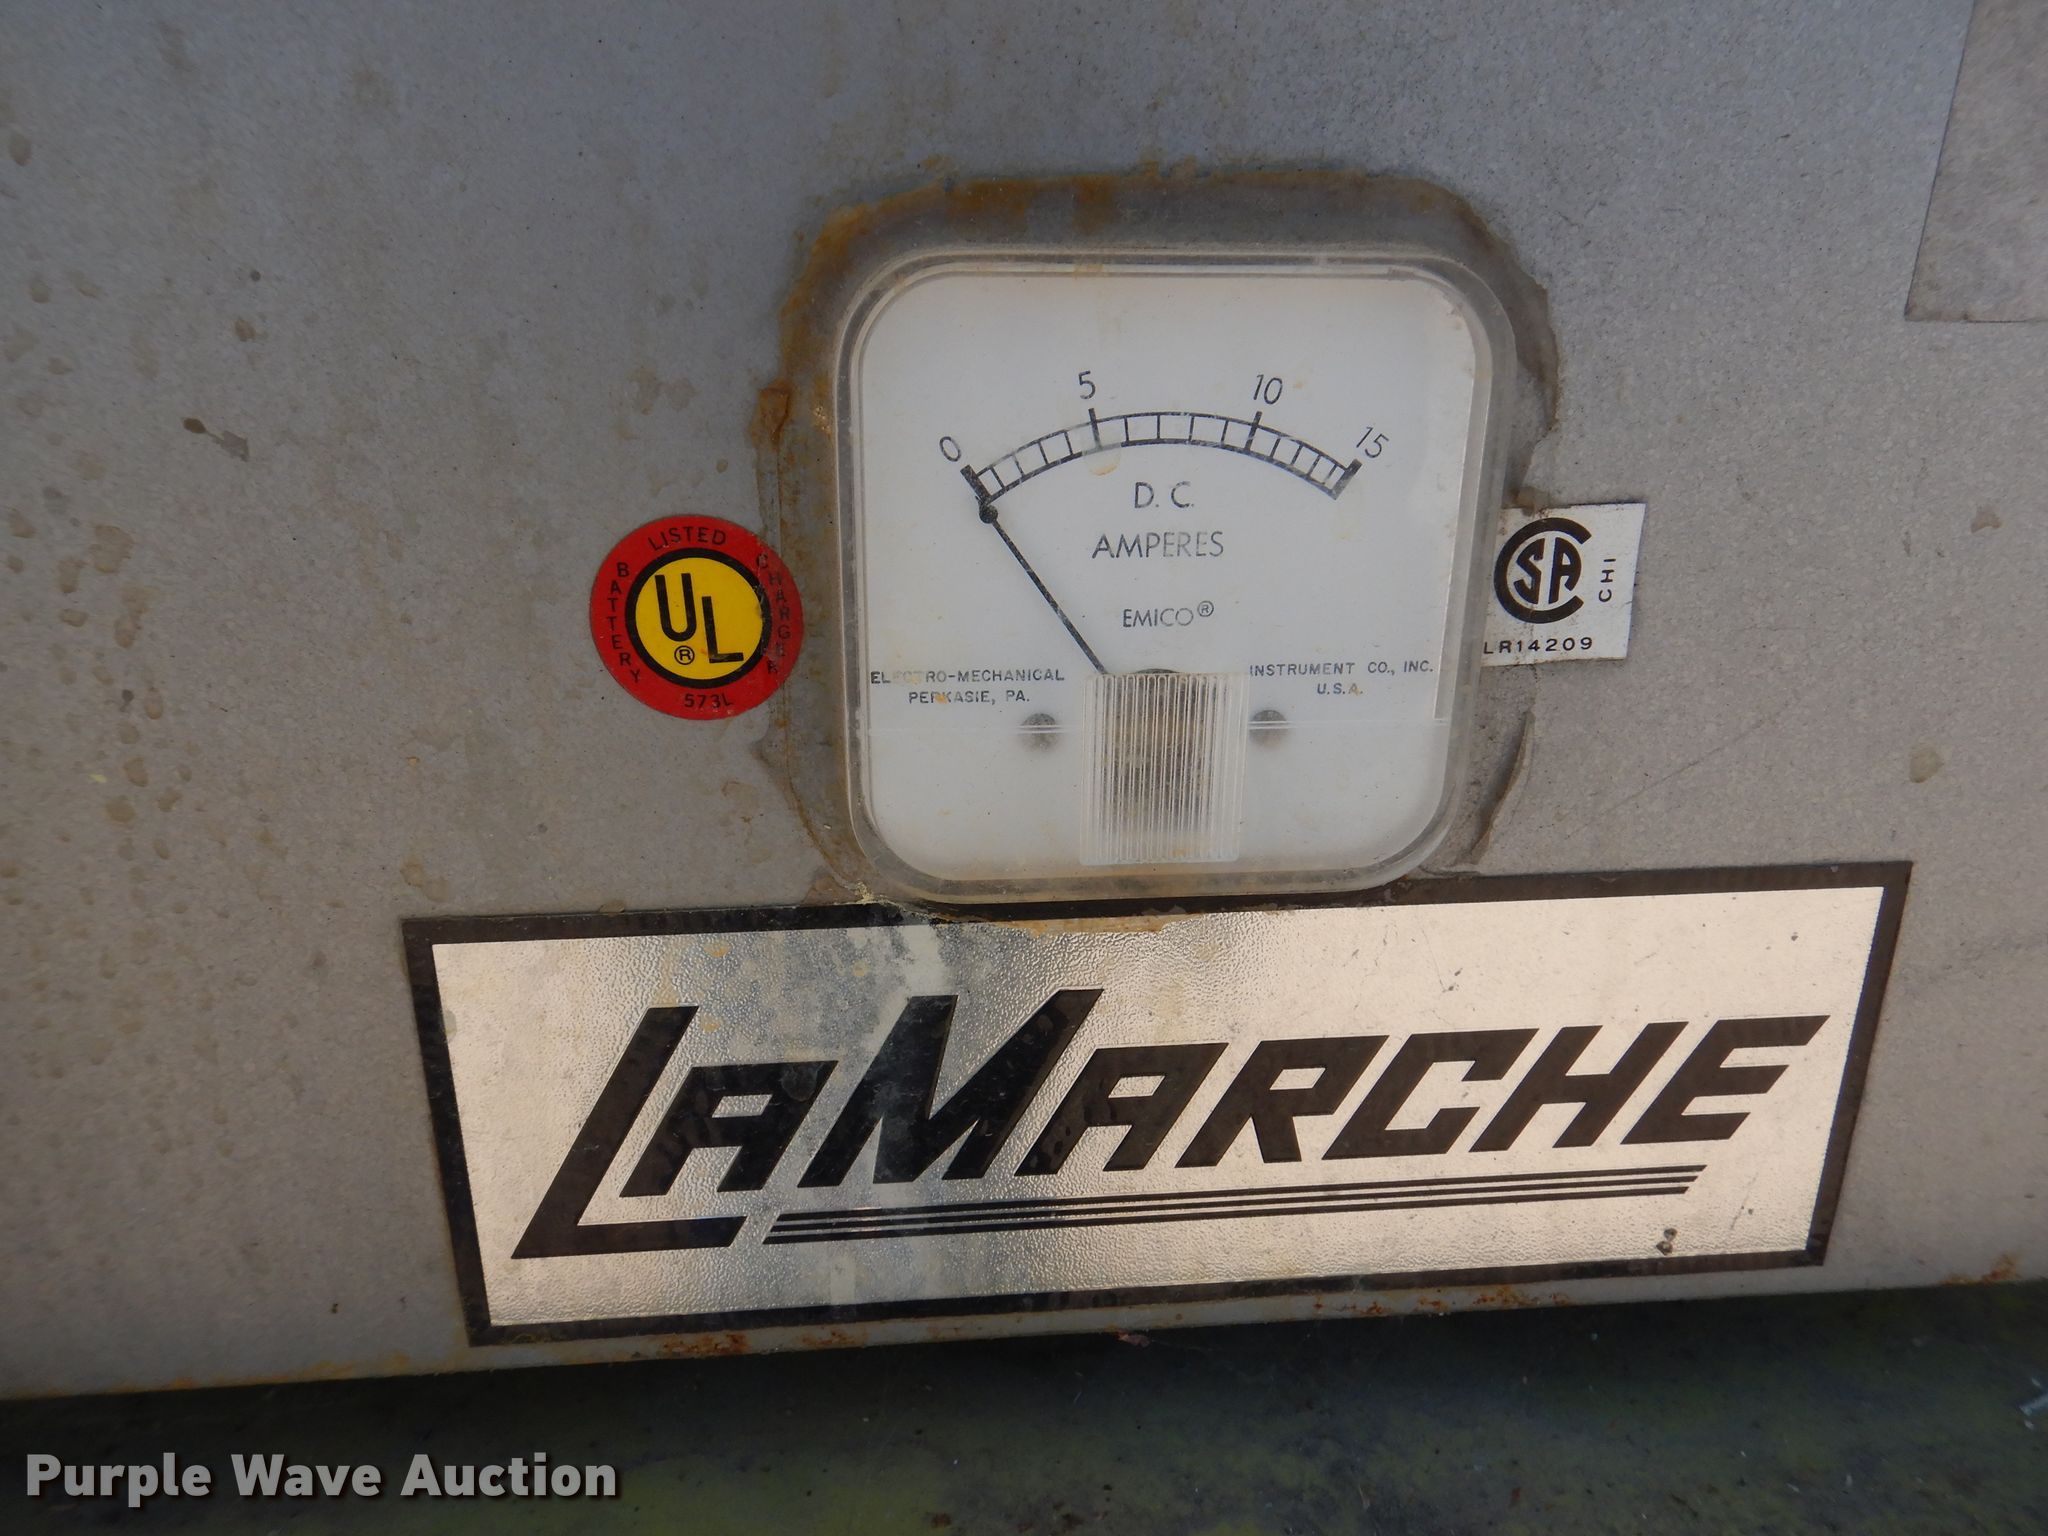 0 5 10 15
D. C.
AMPERES
EMICO®
ELECTRO-MECHANICAL INSTRUMENT CO., INC.
PERKASIE, PA. U.S.A.
LISTED
BATTERY CHARGER
UL®
573L
CSA
CHI
LR14209
LAMARCHE
Purple Wave Auction